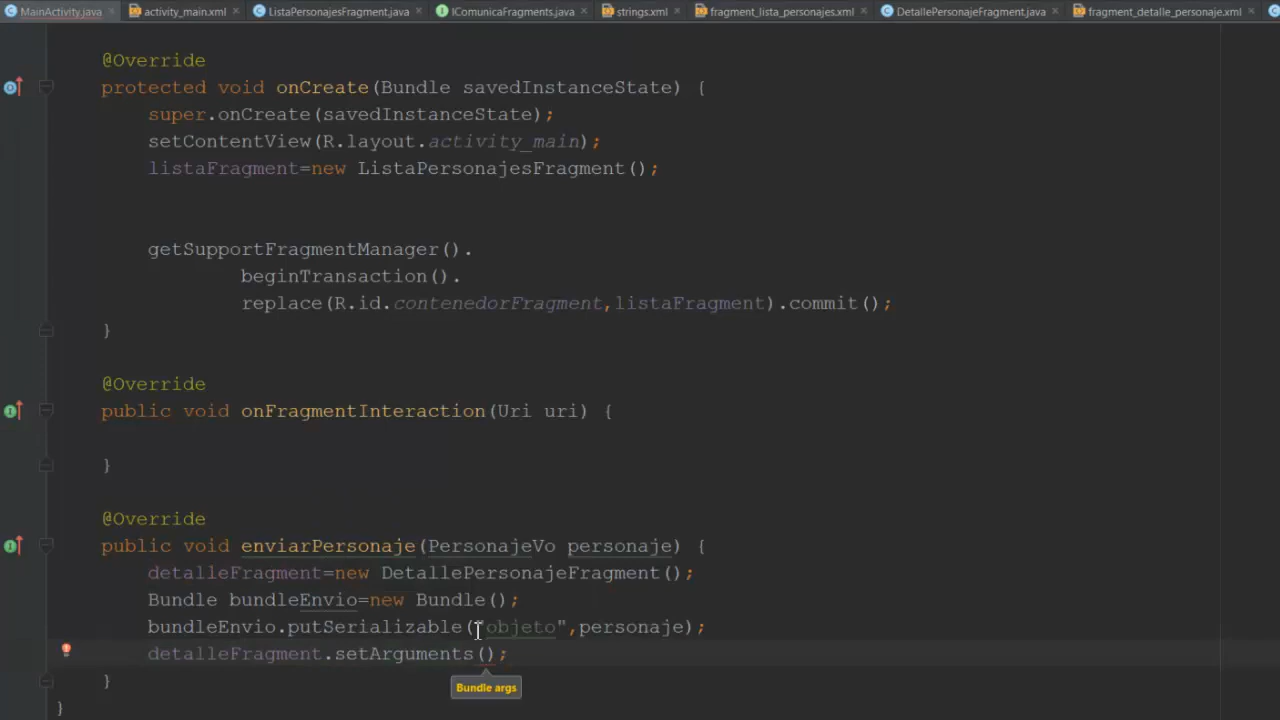 MainActivity.java activity_main.xml ListaPersonajesFragment.java IComunicaFragments.java strings.xml fragment_lista_personajes.xml DetallePersonajeFragment.java fragment_detalle_personaje.xml
@Override
protected void onCreate(Bundle savedInstanceState) {
super.onCreate(savedInstanceState);
setContentView(R.layout.activity_main);
listaFragment=new ListaPersonajesFragment();
getSupportFragmentManager().
beginTransaction().
replace(R.id.contenedorFragment,listaFragment).commit();
}
@Override
public void onFragmentInteraction(Uri uri) {
}
@Override
public void enviarPersonaje(PersonajeVo personaje) {
detalleFragment=new DetallePersonajeFragment();
Bundle bundleEnvio=new Bundle();
bundleEnvio.putSerializable("objeto",personaje);
detalleFragment.setArguments();
}
Bundle args
}